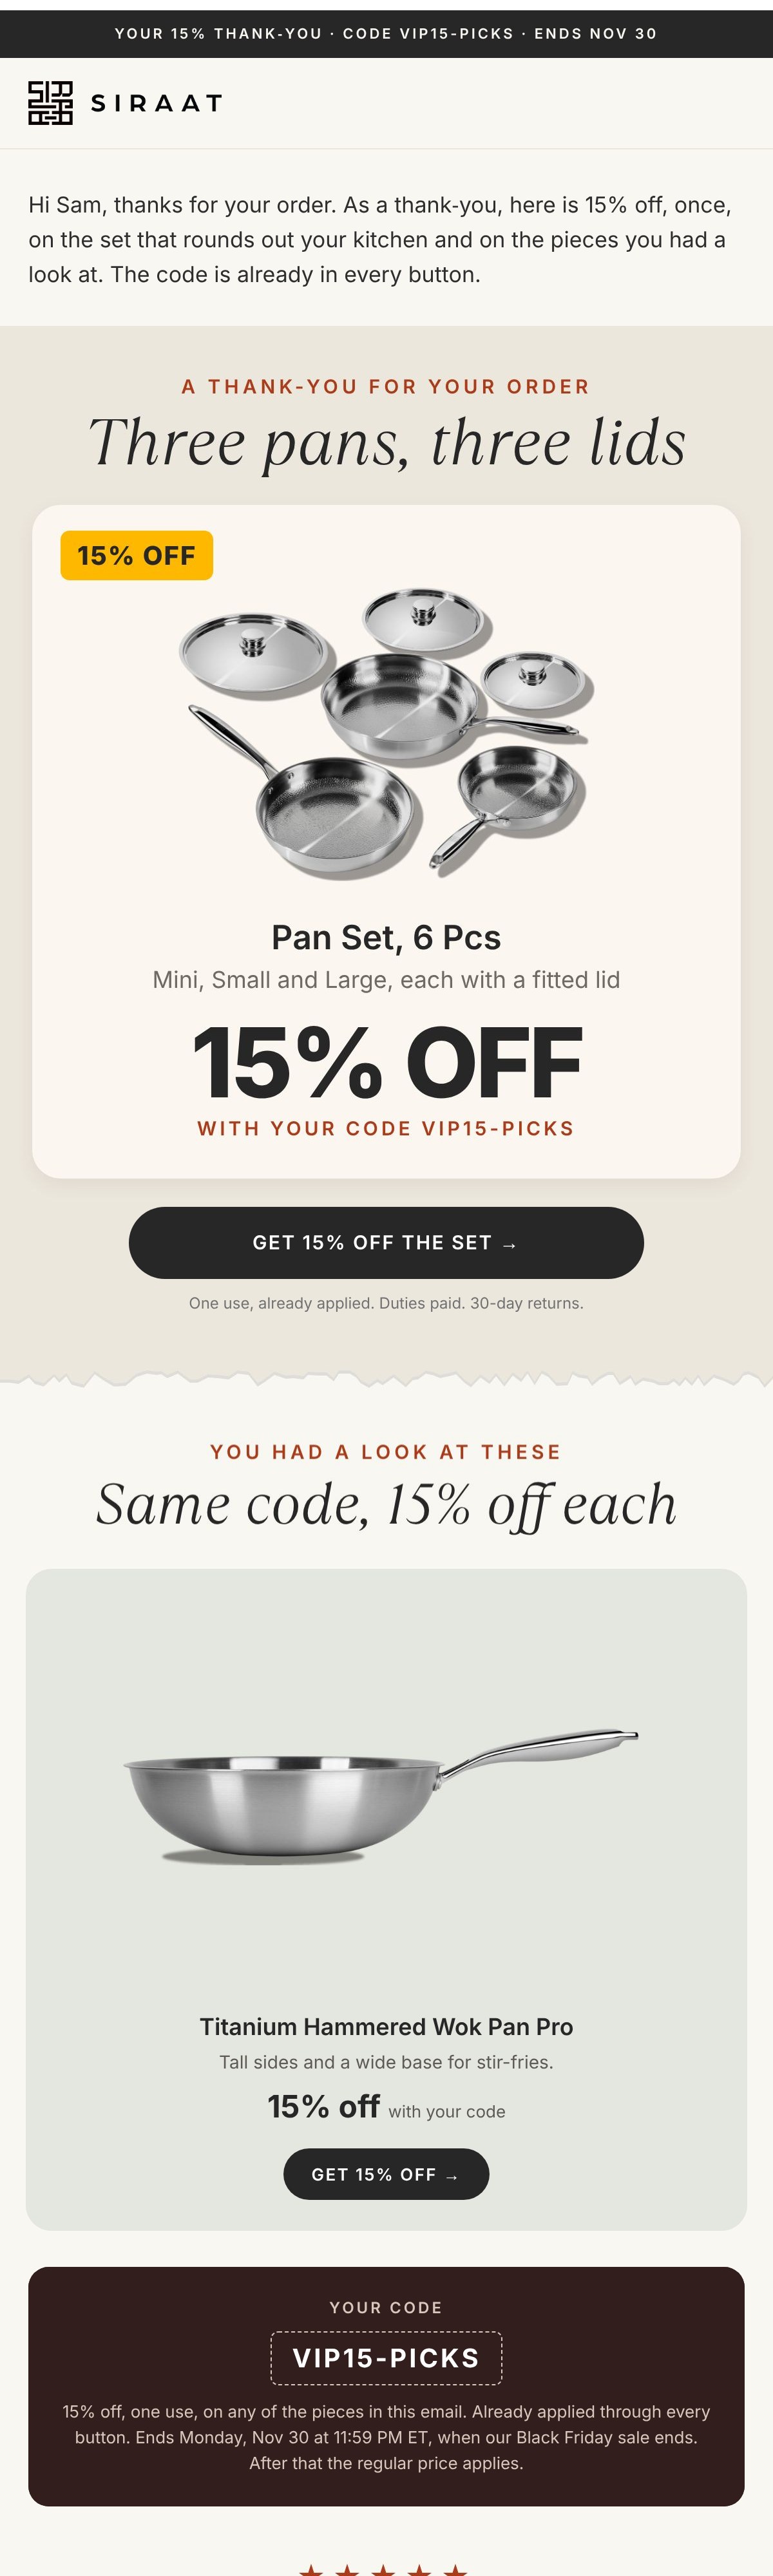 YOUR 15% THANK-YOU · CODE VIP15-PICKS · ENDS NOV 30
SIRAAT
Hi Sam, thanks for your order. As a thank-you, here is 15% off, once,
on the set that rounds out your kitchen and on the pieces you had a
look at. The code is already in every button.
A THANK-YOU FOR YOUR ORDER
Three pans, three lids
15% OFF
Pan Set, 6 Pcs
Mini, Small and Large, each with a fitted lid
15% OFF
WITH YOUR CODE VIP15-PICKS
GET 15% OFF THE SET →
One use, already applied. Duties paid. 30-day returns.
YOU HAD A LOOK AT THESE
Same code, 15% off each
Titanium Hammered Wok Pan Pro
Tall sides and a wide base for stir-fries.
15% off with your code
GET 15% OFF →
YOUR CODE
VIP15-PICKS
15% off, one use, on any of the pieces in this email. Already applied through every
button. Ends Monday, Nov 30 at 11:59 PM ET, when our Black Friday sale ends.
After that the regular price applies.